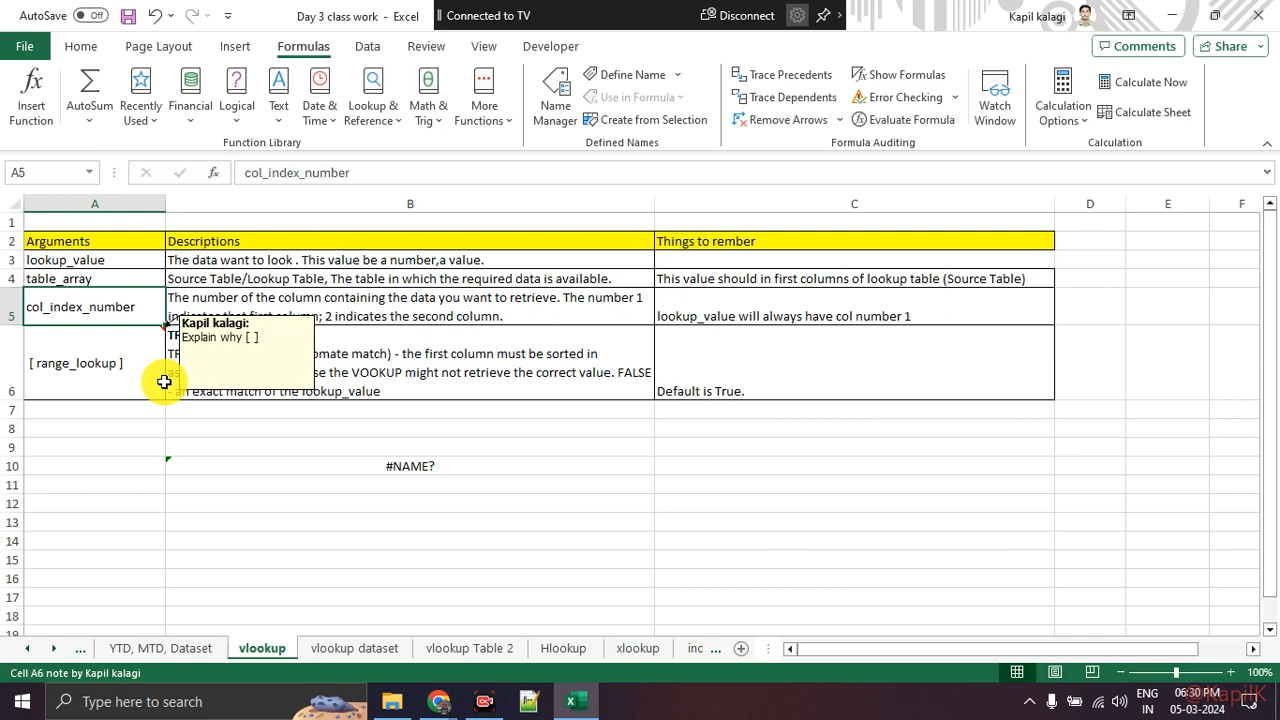 AutoSave Off
Day 3 class work - Excel
Connected to TV
Disconnect
Kapil kalagi
File Home Page Layout Insert Formulas Data Review View Developer
Comments Share
Insert Function
AutoSum
Recently Used
Financial
Logical
Text
Date & Time
Lookup & Reference
Math & Trig
More Functions
Function Library
Name Manager
Define Name
Use in Formula
Create from Selection
Defined Names
Trace Precedents
Trace Dependents
Remove Arrows
Show Formulas
Error Checking
Evaluate Formula
Formula Auditing
Watch Window
Calculation Options
Calculate Now
Calculate Sheet
Calculation
A5 fx col_index_number
A B C D E F
1
2 Arguments Descriptions Things to rember
3 lookup_value The data want to look . This value be a number,a value.
4 table_array Source Table/Lookup Table, The table in which the required data is available. This value should in first columns of lookup table (Source Table)
col_index_number The number of the column containing the data you want to retrieve. The number 1
5 column; 2 indicates the second column. lookup_value will always have col number 1
Kapil kalagi:
Explain why [ ]
[ range_lookup ]
omate match) - the first column must be sorted in
se the VOOKUP might not retrieve the correct value. FALSE
6 - an exact match of the lookup_value Default is True.
7
8
9
10 #NAME?
11
12
13
14
15
16
17
18
19
... YTD, MTD, Dataset vlookup vlookup dataset vlookup Table 2 Hlookup xlookup inc ...
Cell A6 note by Kapil kalagi
100%
Type here to search
ENG
IN
06:30 PM
05-03-2024
@KapilK